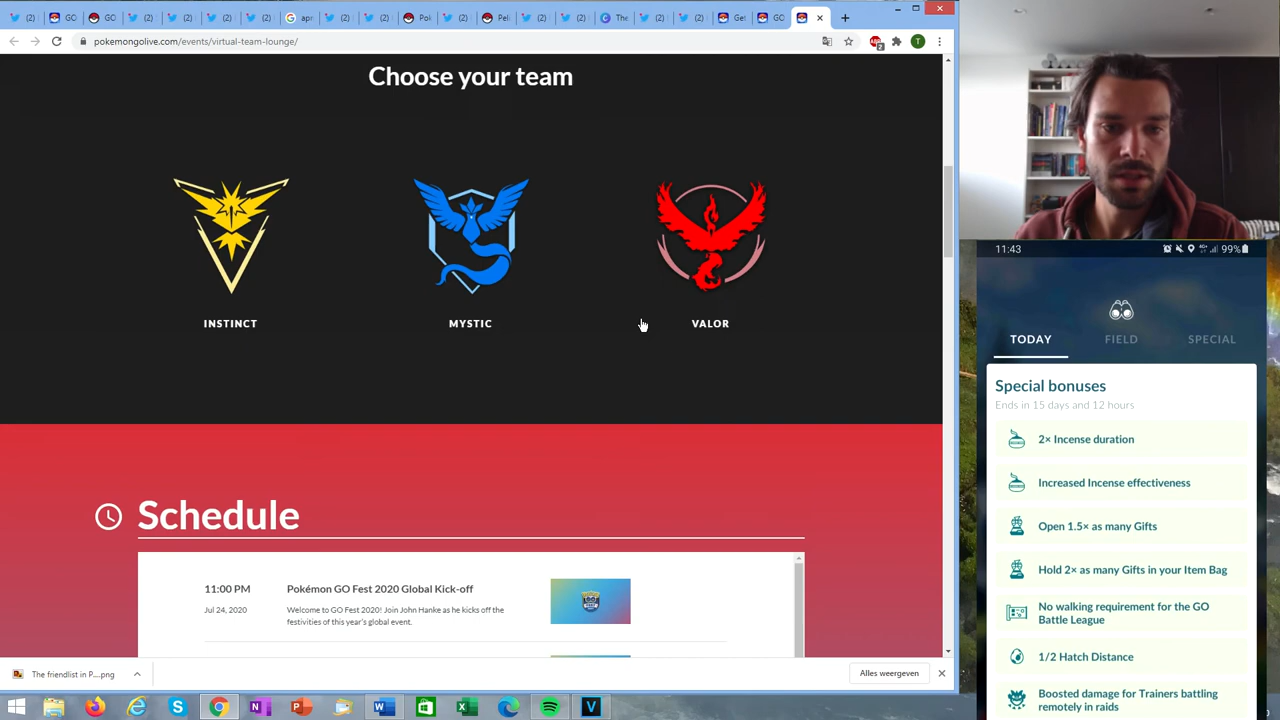 pokemongolive.com/events/virtual-team-lounge/
Choose your team
INSTINCT
MYSTIC
VALOR
Schedule
11:00 PM
Pokémon GO Fest 2020 Global Kick-off
Jul 24, 2020
Welcome to GO Fest 2020! Join John Hanke as he kicks off the
festivities of this year's global event.
The friendlist in P....png
Alles weergeven
11:43
99%
TODAY
FIELD
SPECIAL
Special bonuses
Ends in 15 days and 12 hours
2× Incense duration
Increased Incense effectiveness
Open 1.5× as many Gifts
Hold 2× as many Gifts in your Item Bag
No walking requirement for the GO
Battle League
1/2 Hatch Distance
Boosted damage for Trainers battling
remotely in raids